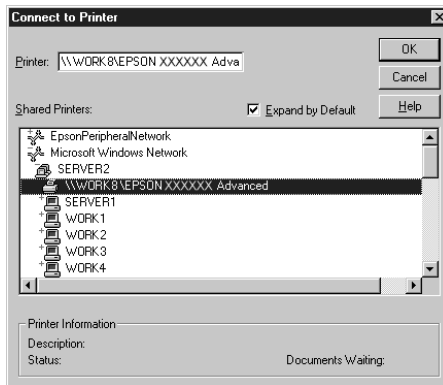 Connect to Printer
Printer: \\WORK8\EPSON XXXXXX Adva
OK
Cancel
Help
Shared Printers:
Expand by Default
EpsonPeripheralNetwork
Microsoft Windows Network
SERVER2
\\WORK8\EPSON XXXXXX Advanced
SERVER1
WORK1
WORK2
WORK3
WORK4
Printer Information
Description:
Status: Documents Waiting: